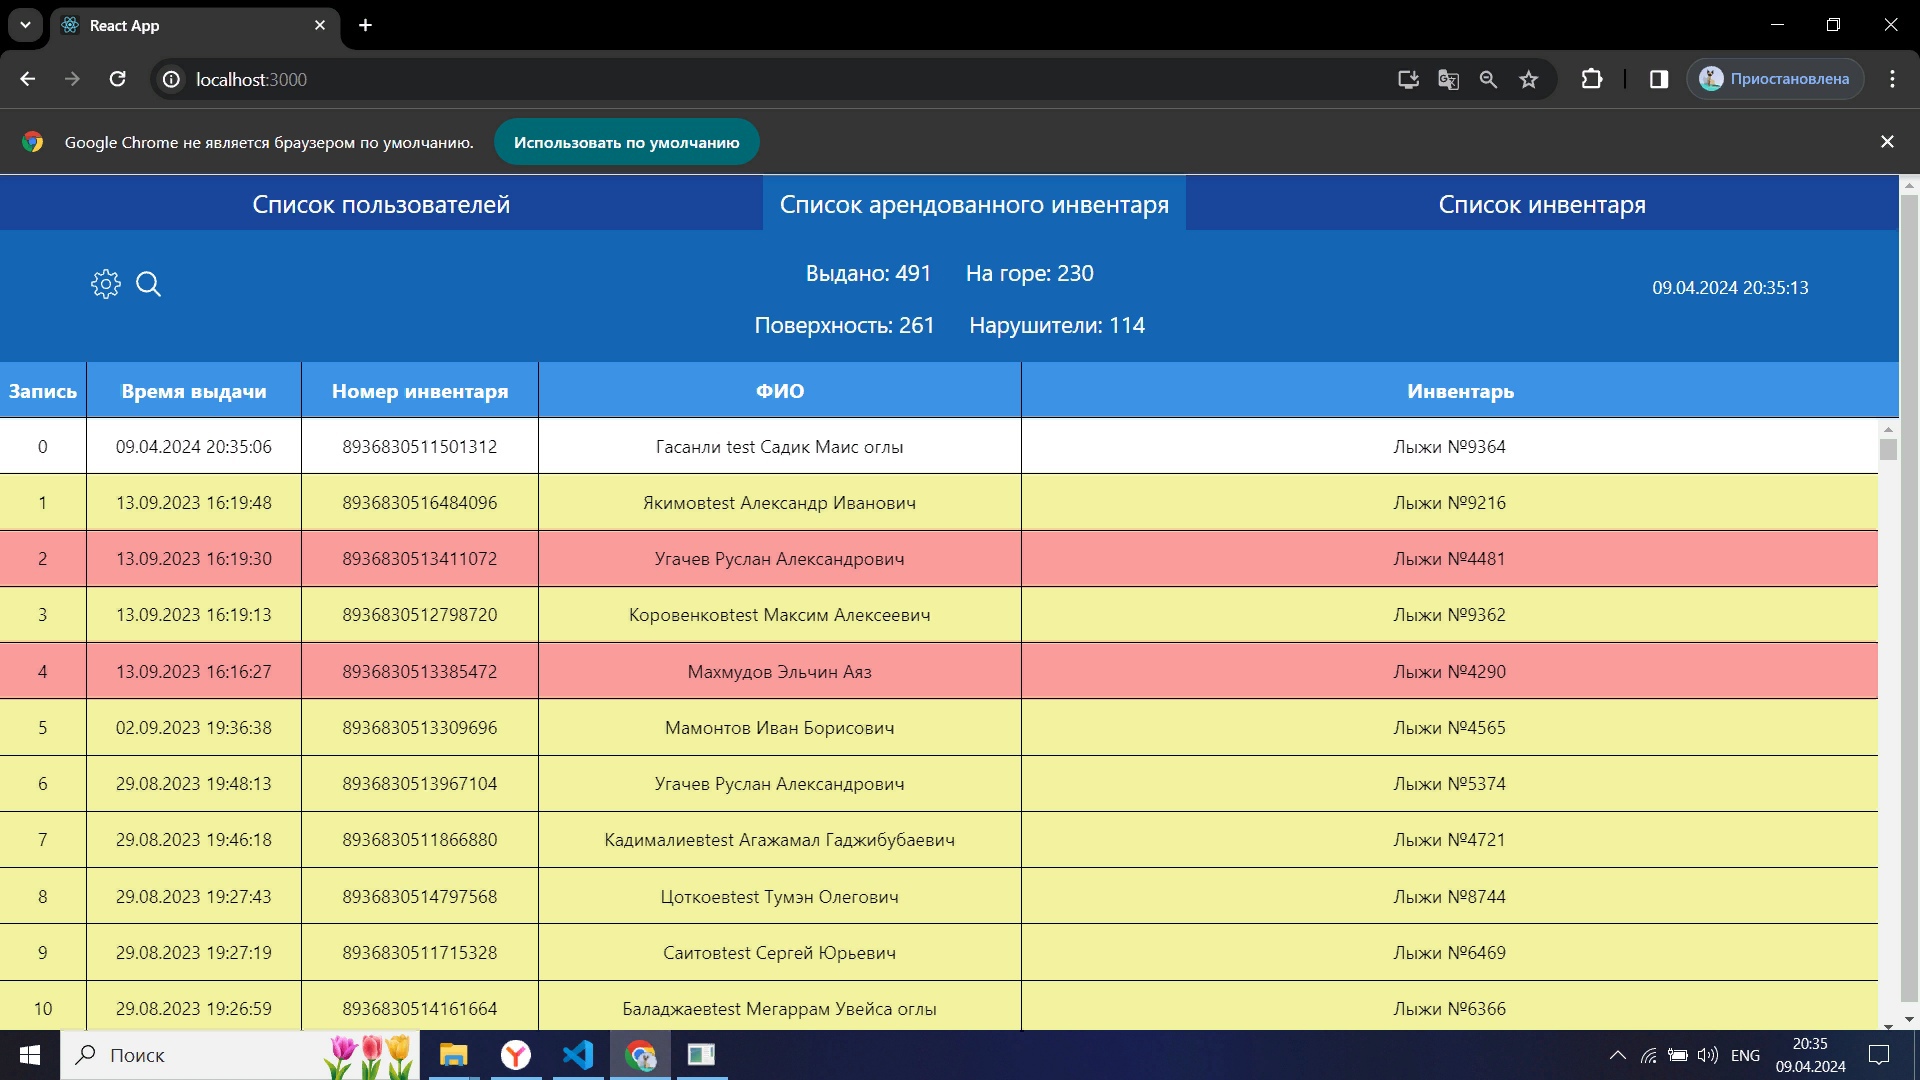 React App
localhost:3000
Приостановлена
Google Chrome не является браузером по умолчанию.
Использовать по умолчанию
Список пользователей
Список арендованного инвентаря
Список инвентаря
Выдано: 491 На горе: 230
09.04.2024 20:35:13
Поверхность: 261 Нарушители: 114
Запись Время выдачи Номер инвентаря ФИО Инвентарь
0 09.04.2024 20:35:06 8936830511501312 Гасанли test Садик Маис оглы Лыжи №9364
1 13.09.2023 16:19:48 8936830516484096 Якимовtest Александр Иванович Лыжи №9216
2 13.09.2023 16:19:30 8936830513411072 Угачев Руслан Александрович Лыжи №4481
3 13.09.2023 16:19:13 8936830512798720 Коровенковtest Максим Алексеевич Лыжи №9362
4 13.09.2023 16:16:27 8936830513385472 Махмудов Эльчин Аяз Лыжи №4290
5 02.09.2023 19:36:38 8936830513309696 Мамонтов Иван Борисович Лыжи №4565
6 29.08.2023 19:48:13 8936830513967104 Угачев Руслан Александрович Лыжи №5374
7 29.08.2023 19:46:18 8936830511866880 Кадималиевtest Агажамал Гаджибубаевич Лыжи №4721
8 29.08.2023 19:27:43 8936830514797568 Цоткоевtest Тумэн Олегович Лыжи №8744
9 29.08.2023 19:27:19 8936830511715328 Саитовtest Сергей Юрьевич Лыжи №6469
10 29.08.2023 19:26:59 8936830514161664 Баладжаевtest Мегаррам Увейса оглы Лыжи №6366
Поиск
ENG
20:35
09.04.2024